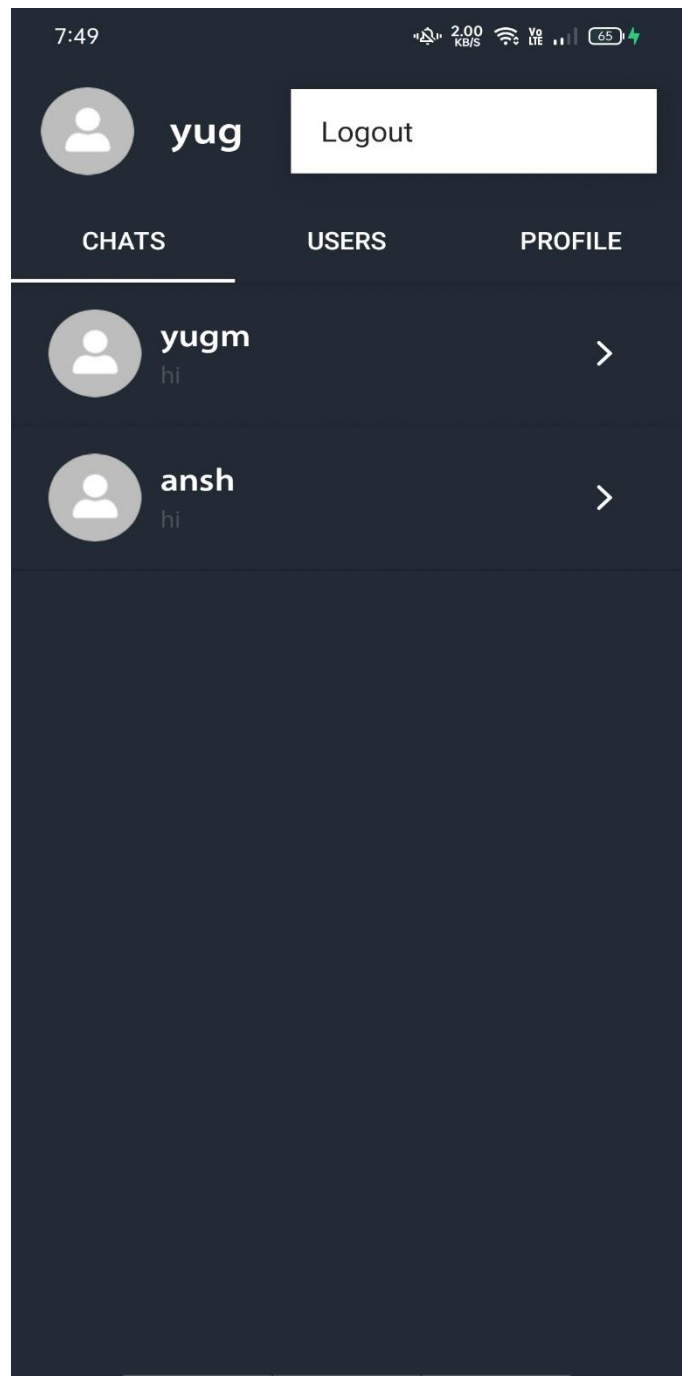 7:49 2.00 KB/S Vo LTE 65
yug Logout
CHATS USERS PROFILE
yugm
hi
ansh
hi